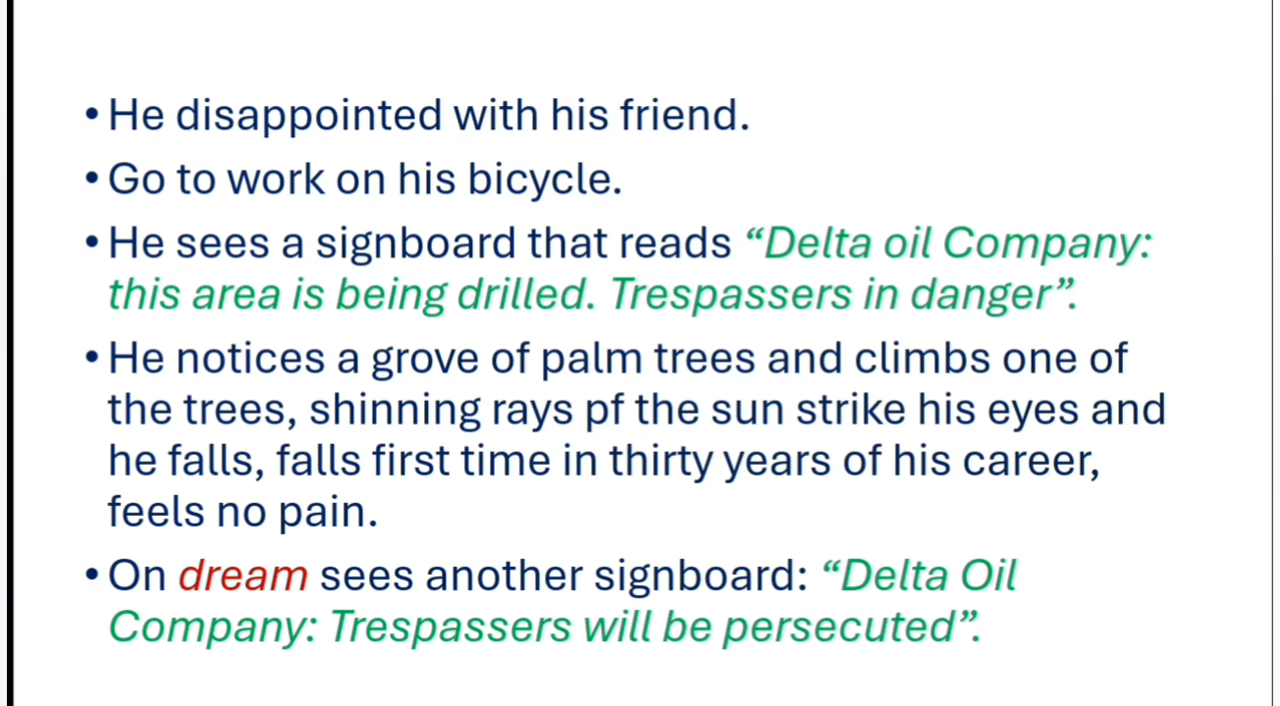 • He disappointed with his friend.
• Go to work on his bicycle.
• He sees a signboard that reads “Delta oil Company:
this area is being drilled. Trespassers in danger”.
• He notices a grove of palm trees and climbs one of
the trees, shinning rays pf the sun strike his eyes and
he falls, falls first time in thirty years of his career,
feels no pain.
• On dream sees another signboard: “Delta Oil
Company: Trespassers will be persecuted”.